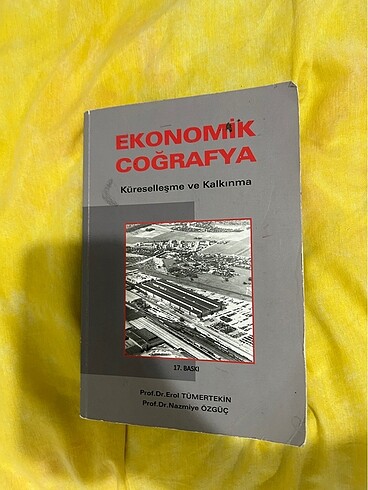 EKONOMİK
COĞRAFYA
Küreselleşme ve Kalkınma
17. BASKI
Prof.Dr.Erol TÜMERTEKİN
Prof.Dr.Nazmiye ÖZGÜÇ